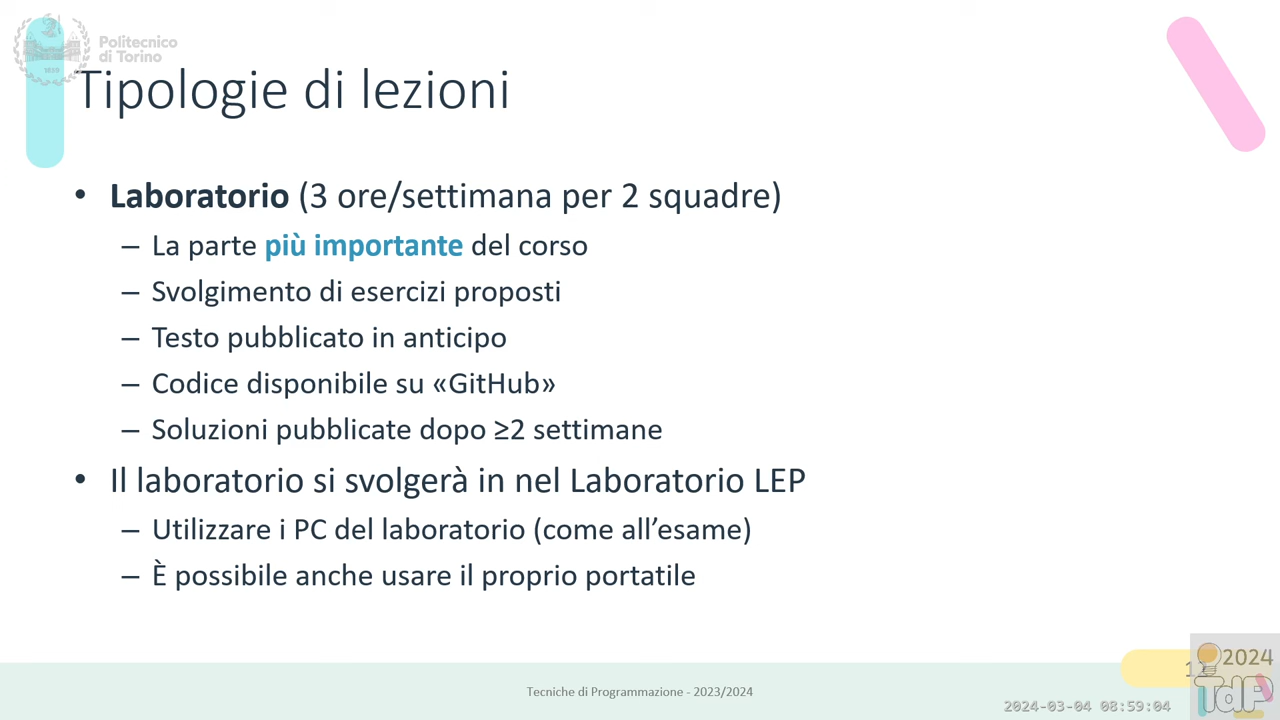 Politecnico
di Torino
1859
Tipologie di lezioni
• Laboratorio (3 ore/settimana per 2 squadre)
– La parte più importante del corso
– Svolgimento di esercizi proposti
– Testo pubblicato in anticipo
– Codice disponibile su «GitHub»
– Soluzioni pubblicate dopo ≥2 settimane
• Il laboratorio si svolgerà in nel Laboratorio LEP
– Utilizzare i PC del laboratorio (come all’esame)
– È possibile anche usare il proprio portatile
Tecniche di Programmazione - 2023/2024
2024
TdP
2024-03-04 08:59:04